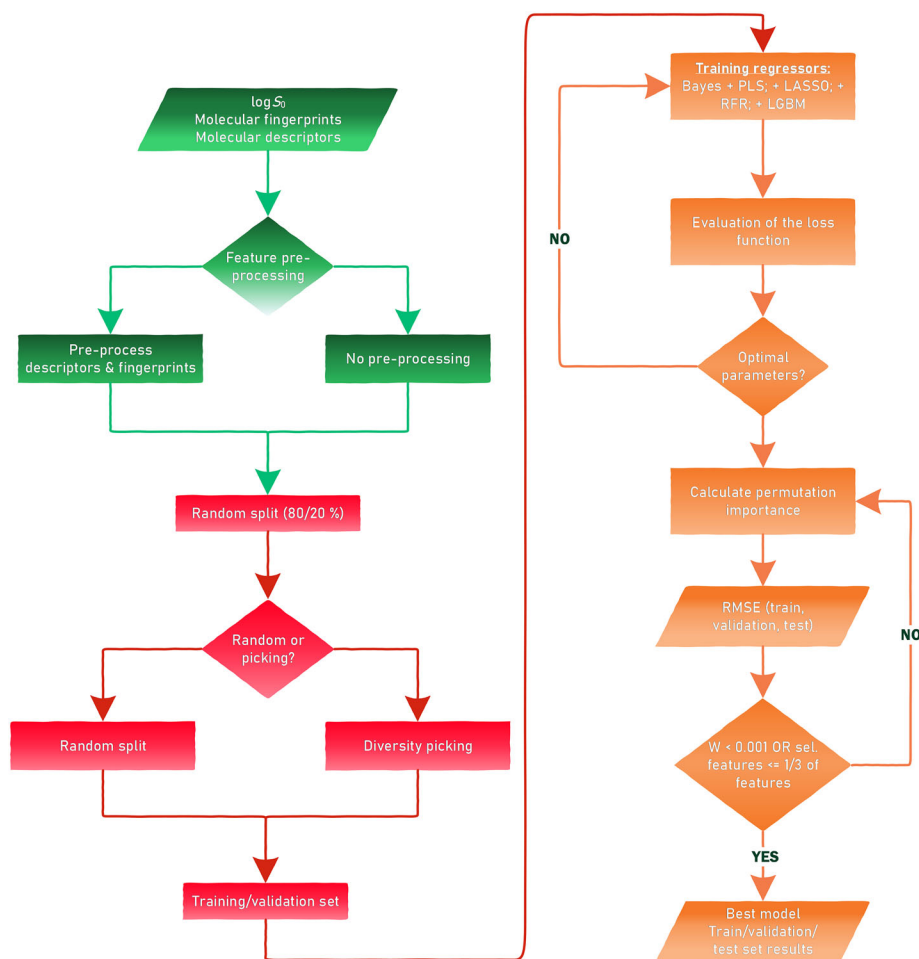 log S₀
Molecular fingerprints
Molecular descriptors
Feature pre-
processing
Pre-process
descriptors & fingerprints
No pre-processing
Random split (80/20 %)
Random or
picking?
Random split
Diversity picking
Training/validation set
Training regressors:
Bayes + PLS; + LASSO; +
RFR; + LGBM
Evaluation of the loss
function
NO
Optimal
parameters?
Calculate permutation
importance
RMSE (train,
validation, test)
NO
W < 0.001 OR sel.
features <= 1/3 of
features
YES
Best model
Train/validation/
test set results